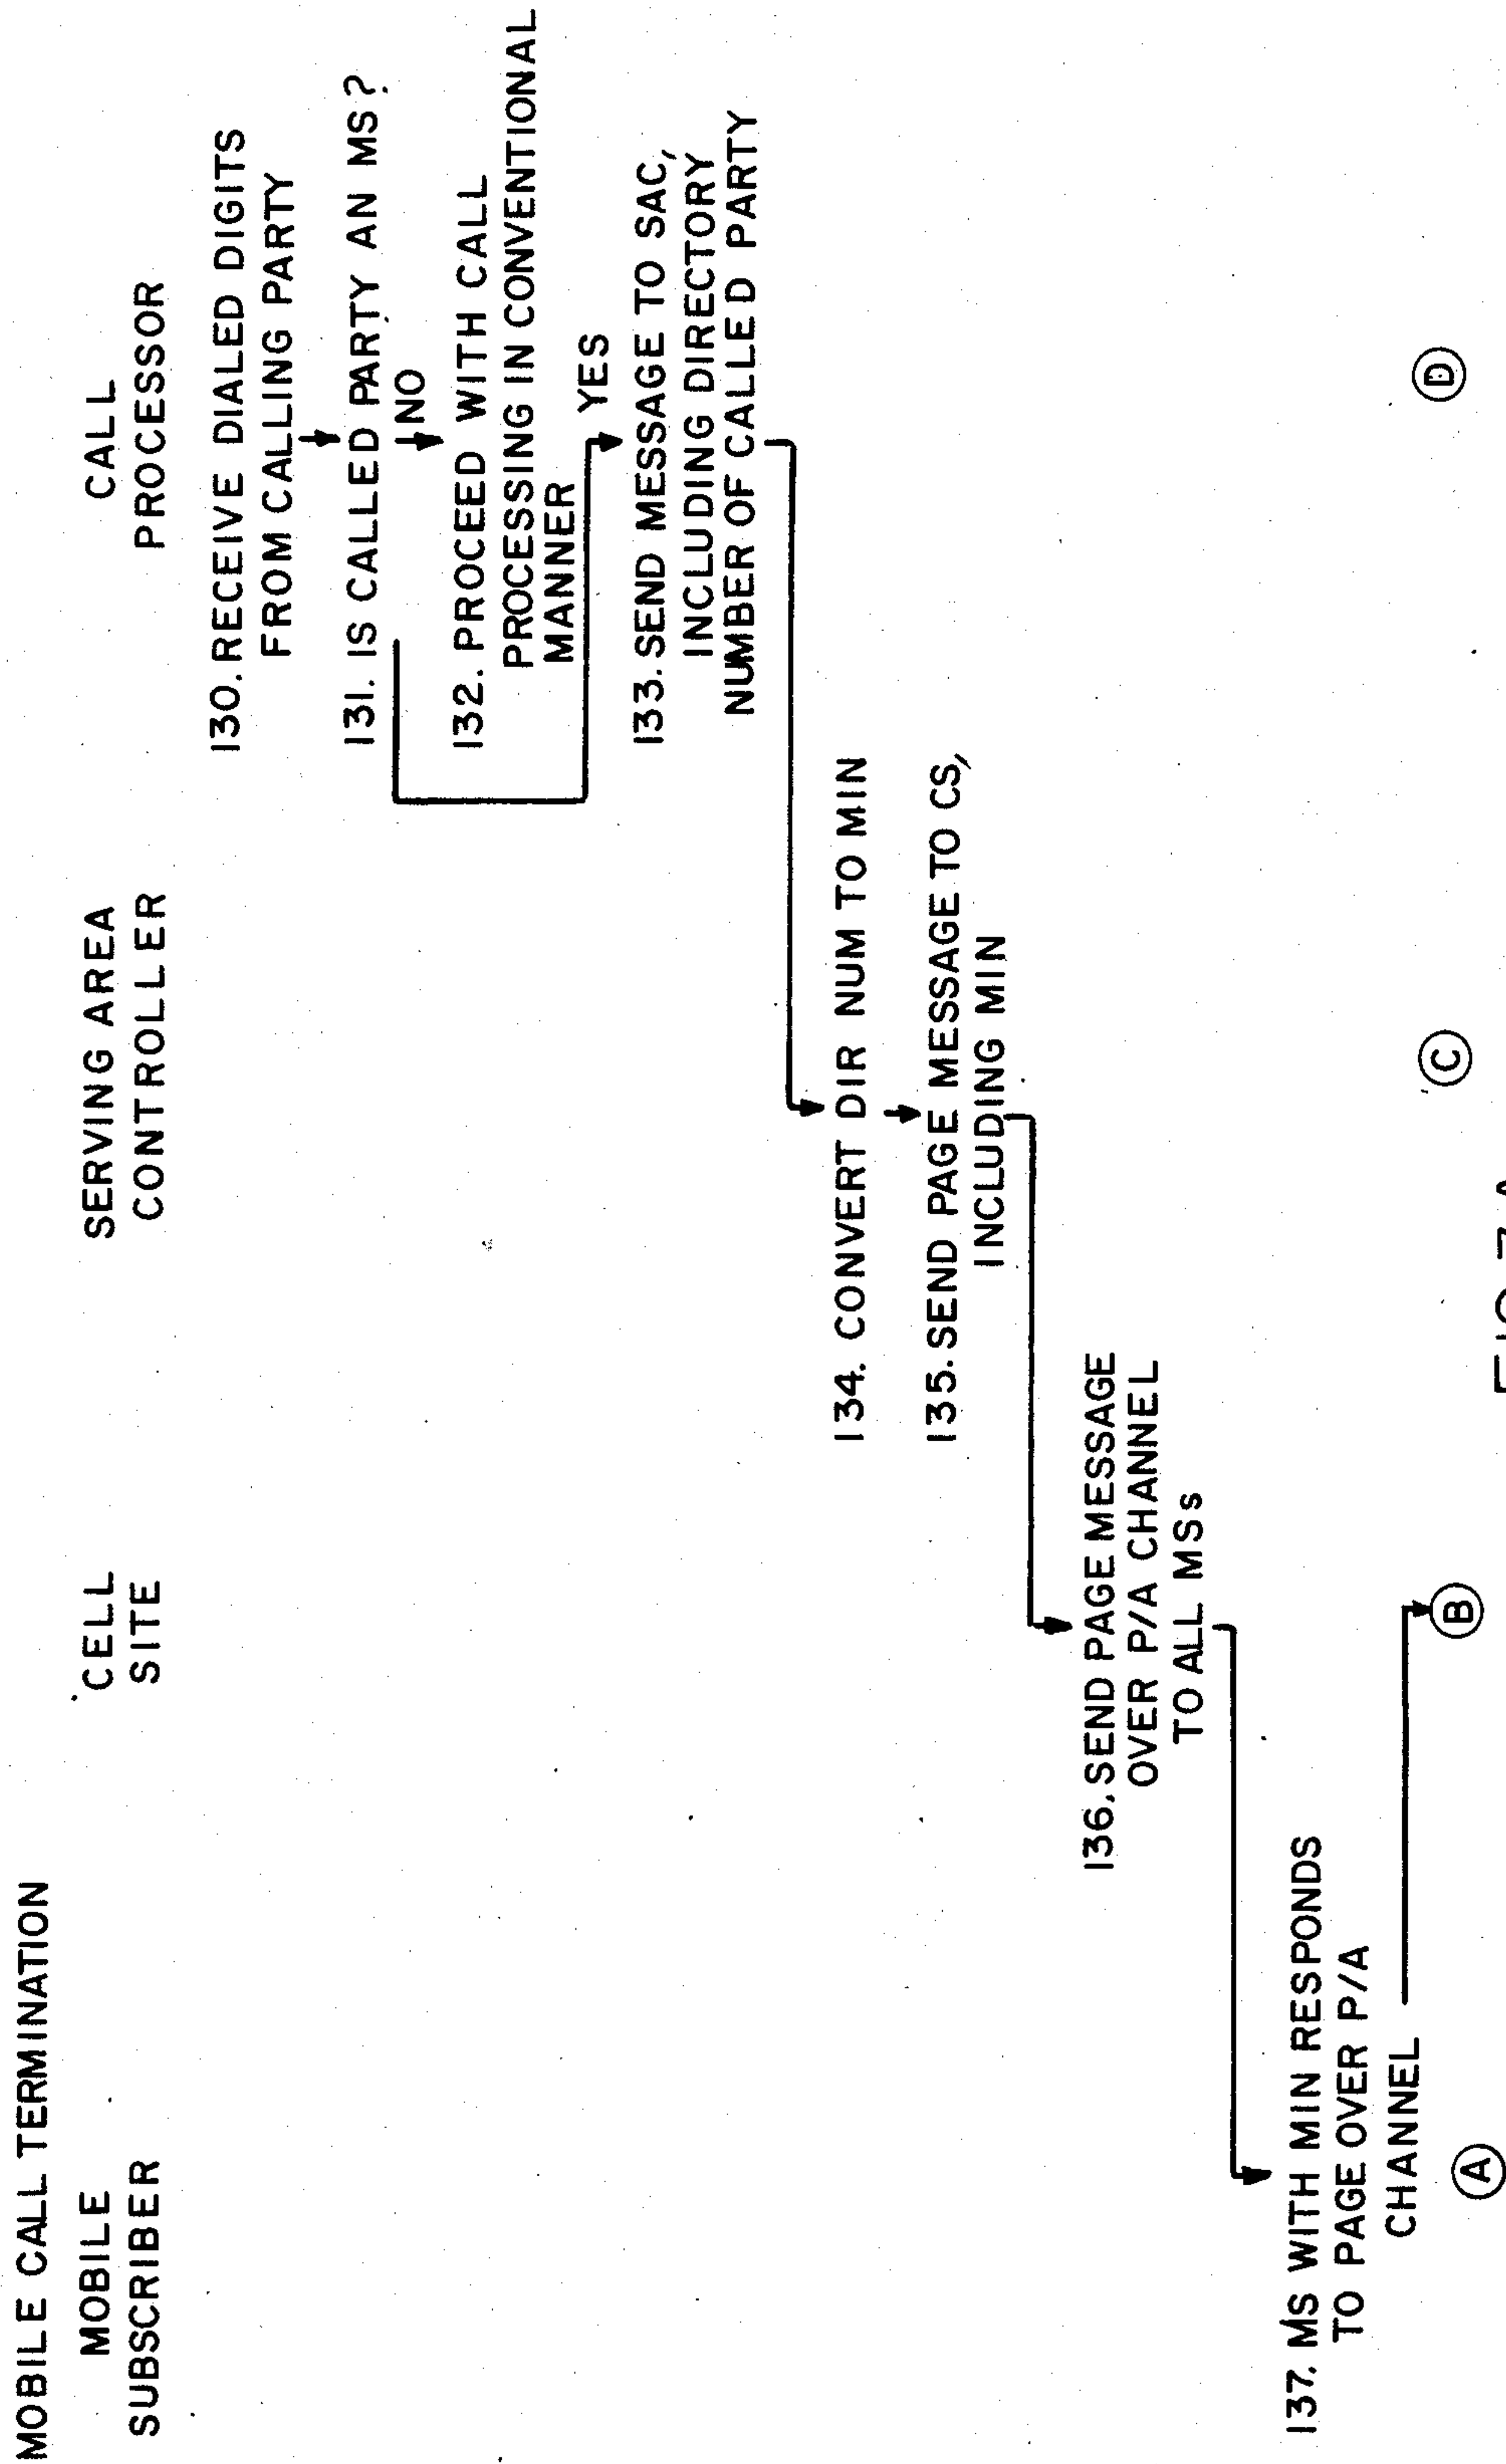 MOBILE CALL TERMINATION
MOBILE
SUBSCRIBER
CELL
SITE
SERVING AREA
CONTROLLER
CALL
PROCESSOR
130. RECEIVE DIALED DIGITS
FROM CALLING PARTY
131. IS CALLED PARTY AN MS?
NO
132. PROCEED WITH CALL
PROCESSING IN CONVENTIONAL
MANNER
YES
133. SEND MESSAGE TO SAC,
INCLUDING DIRECTORY
NUMBER OF CALLED PARTY
134. CONVERT DIR NUM TO MIN
135. SEND PAGE MESSAGE TO CS,
INCLUDING MIN
136. SEND PAGE MESSAGE
OVER P/A CHANNEL
TO ALL MSs
137. MS WITH MIN RESPONDS
TO PAGE OVER P/A
CHANNEL
A
B
C
D